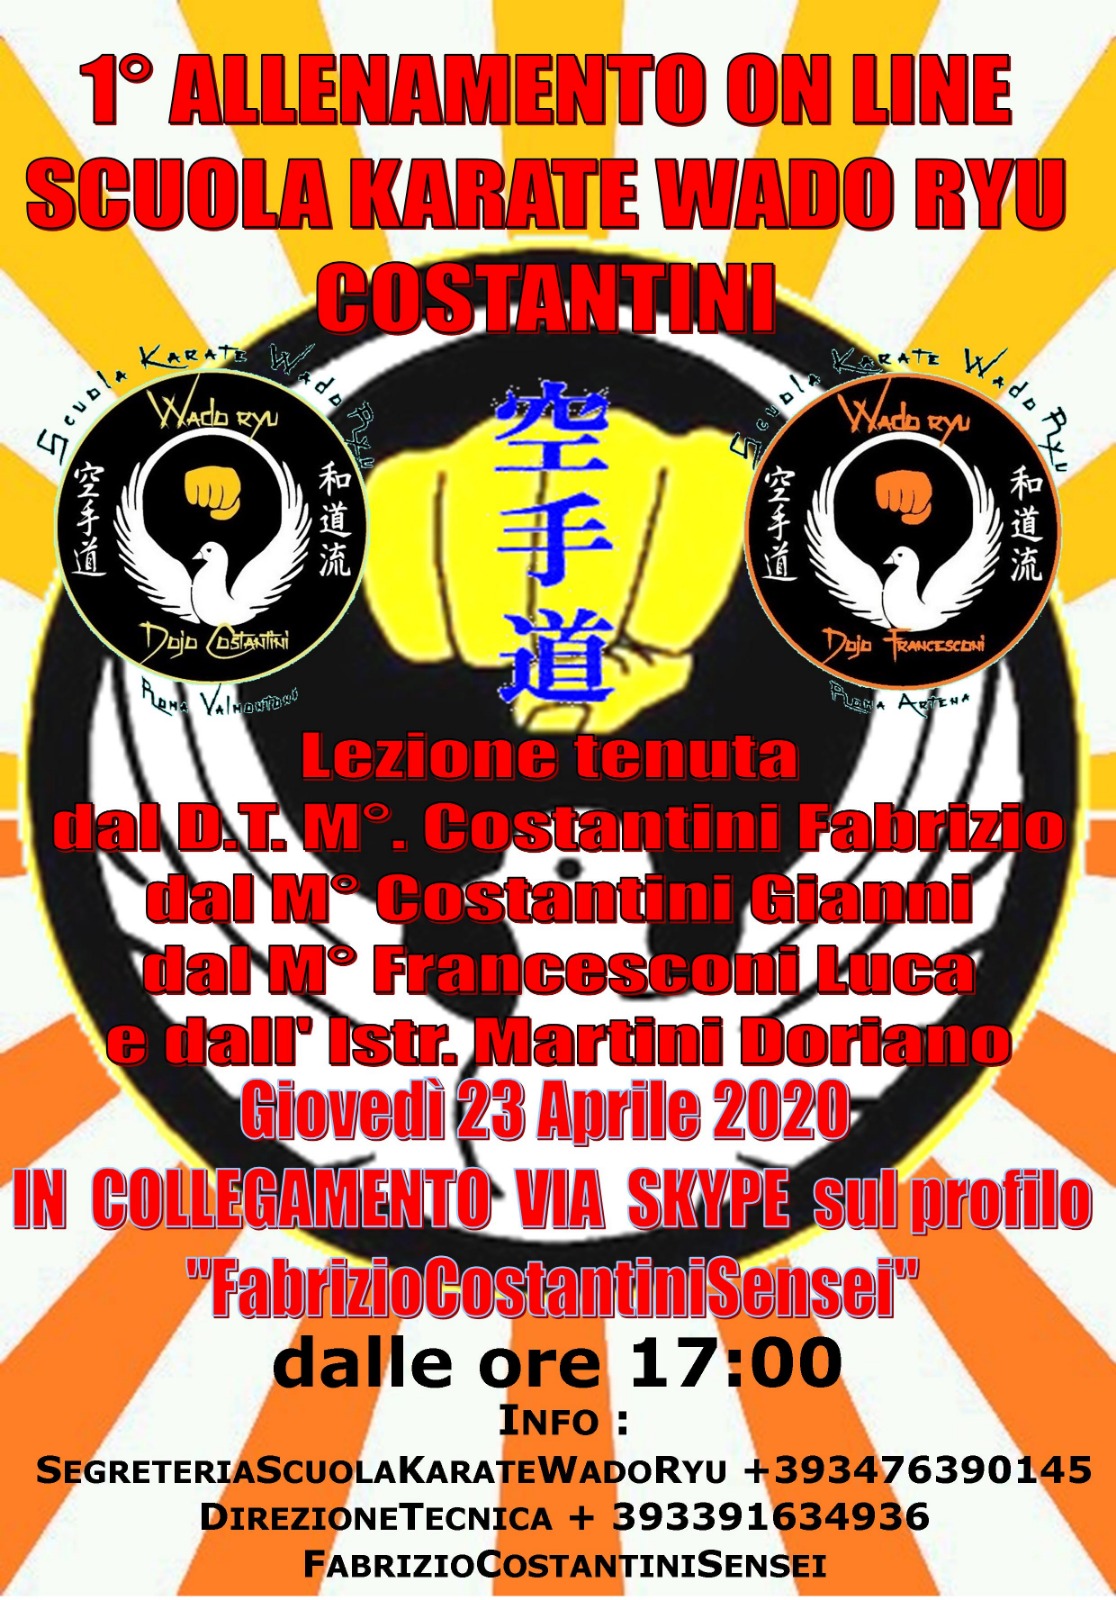 1° ALLENAMENTO ON LINE
SCUOLA KARATE WADO RYU
COSTANTINI
Scuola Karate Wado Ryu
WADO RYU
空手道
和道流
Dojo Costantini
Roma Valmontone
空手道
Scuola Karate Wado Ryu
WADO RYU
空手道
和道流
Dojo Francesconi
Roma Artena
Lezione tenuta
dal D.T. M°. Costantini Fabrizio
dal M° Costantini Gianni
dal M° Francesconi Luca
e dall' Istr. Martini Doriano
Giovedì 23 Aprile 2020
IN COLLEGAMENTO VIA SKYPE sul profilo
"FabrizioCostantiniSensei"
dalle ore 17:00
INFO :
SEGRETERIASCUOLAKARATEWADORYU +393476390145
DIREZIONETECNICA + 393391634936
FABRIZIOCOSTANTINISENSEI